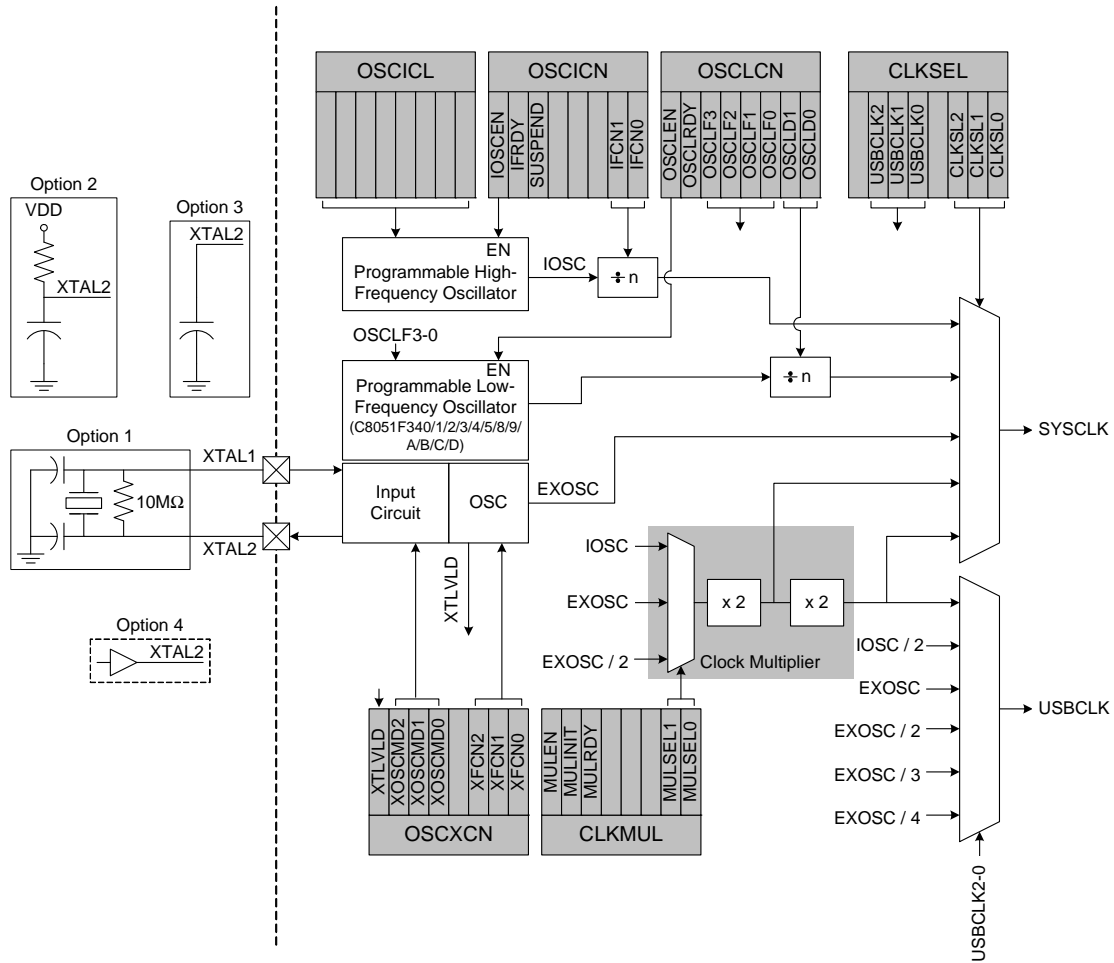 OSCICL
OSCICN
OSCLCN
CLKSEL
IOSCEN
IFRDY
SUSPEND
IFCN1
IFCN0
OSCLEN
OSCLRDY
OSCLF3
OSCLF2
OSCLF1
OSCLF0
OSCLD1
OSCLD0
USBCLK2
USBCLK1
USBCLK0
CLKSL2
CLKSL1
CLKSL0
Option 2
VDD
XTAL2
Option 3
XTAL2
EN
Programmable High-
Frequency Oscillator
IOSC
÷ n
OSCLF3-0
EN
Programmable Low-
Frequency Oscillator
(C8051F340/1/2/3/4/5/8/9/
A/B/C/D)
÷ n
SYSCLK
Option 1
XTAL1
10MΩ
XTAL2
Input
Circuit
OSC
EXOSC
XTLVLD
IOSC
EXOSC
EXOSC / 2
x 2
x 2
Clock Multiplier
Option 4
XTAL2
IOSC / 2
EXOSC
EXOSC / 2
EXOSC / 3
EXOSC / 4
USBCLK
USBCLK2-0
XTLVLD
XOSCMD2
XOSCMD1
XOSCMD0
XFCN2
XFCN1
XFCN0
OSCXCN
MULEN
MULINIT
MULRDY
MULSEL1
MULSEL0
CLKMUL